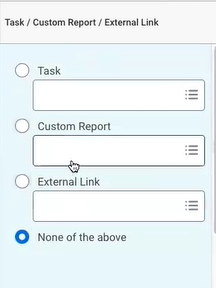 Task / Custom Report / External Link
Task
Custom Report
External Link
None of the above